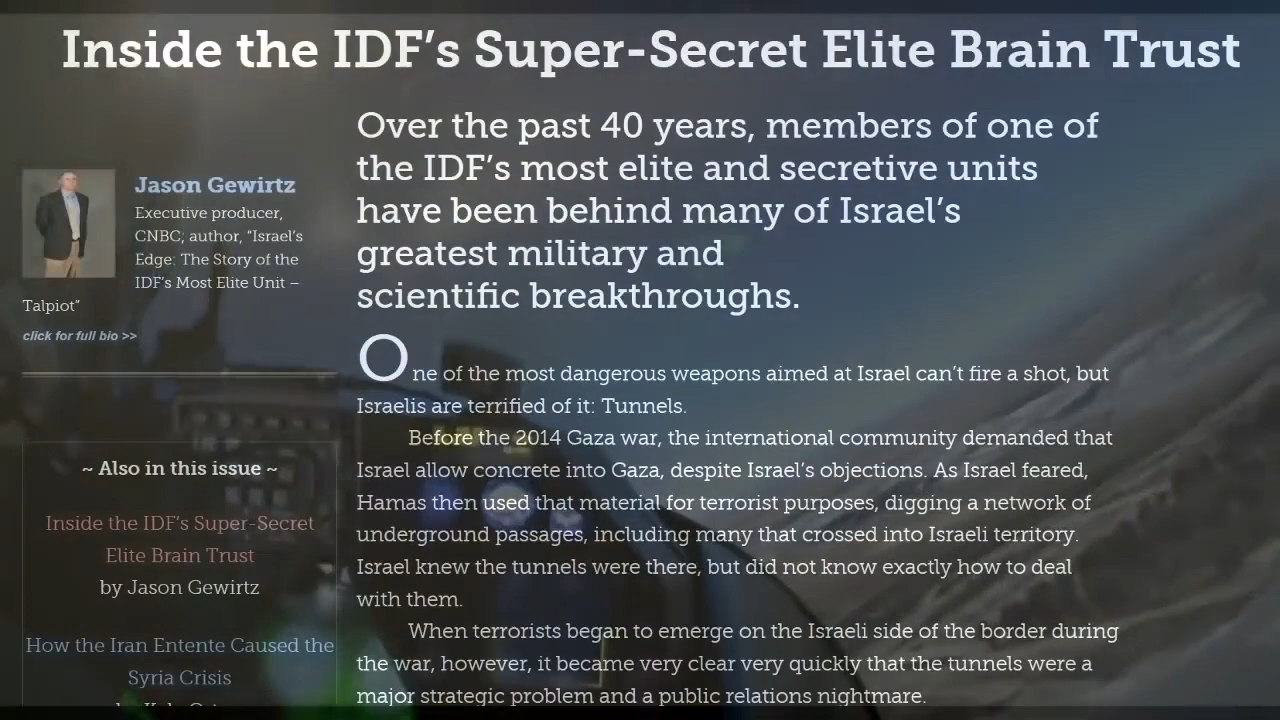 Inside the IDF’s Super-Secret Elite Brain Trust
Jason Gewirtz
Executive producer,
CNBC; author, “Israel’s
Edge: The Story of the
IDF’s Most Elite Unit –
Talpiot”
click for full bio >>
~ Also in this issue ~
Inside the IDF’s Super-Secret
Elite Brain Trust
by Jason Gewirtz
How the Iran Entente Caused the
Syria Crisis
Over the past 40 years, members of one of
the IDF’s most elite and secretive units
have been behind many of Israel’s
greatest military and
scientific breakthroughs.
One of the most dangerous weapons aimed at Israel can’t fire a shot, but
Israelis are terrified of it: Tunnels.
Before the 2014 Gaza war, the international community demanded that
Israel allow concrete into Gaza, despite Israel’s objections. As Israel feared,
Hamas then used that material for terrorist purposes, digging a network of
underground passages, including many that crossed into Israeli territory.
Israel knew the tunnels were there, but did not know exactly how to deal
with them.
When terrorists began to emerge on the Israeli side of the border during
the war, however, it became very clear very quickly that the tunnels were a
major strategic problem and a public relations nightmare.